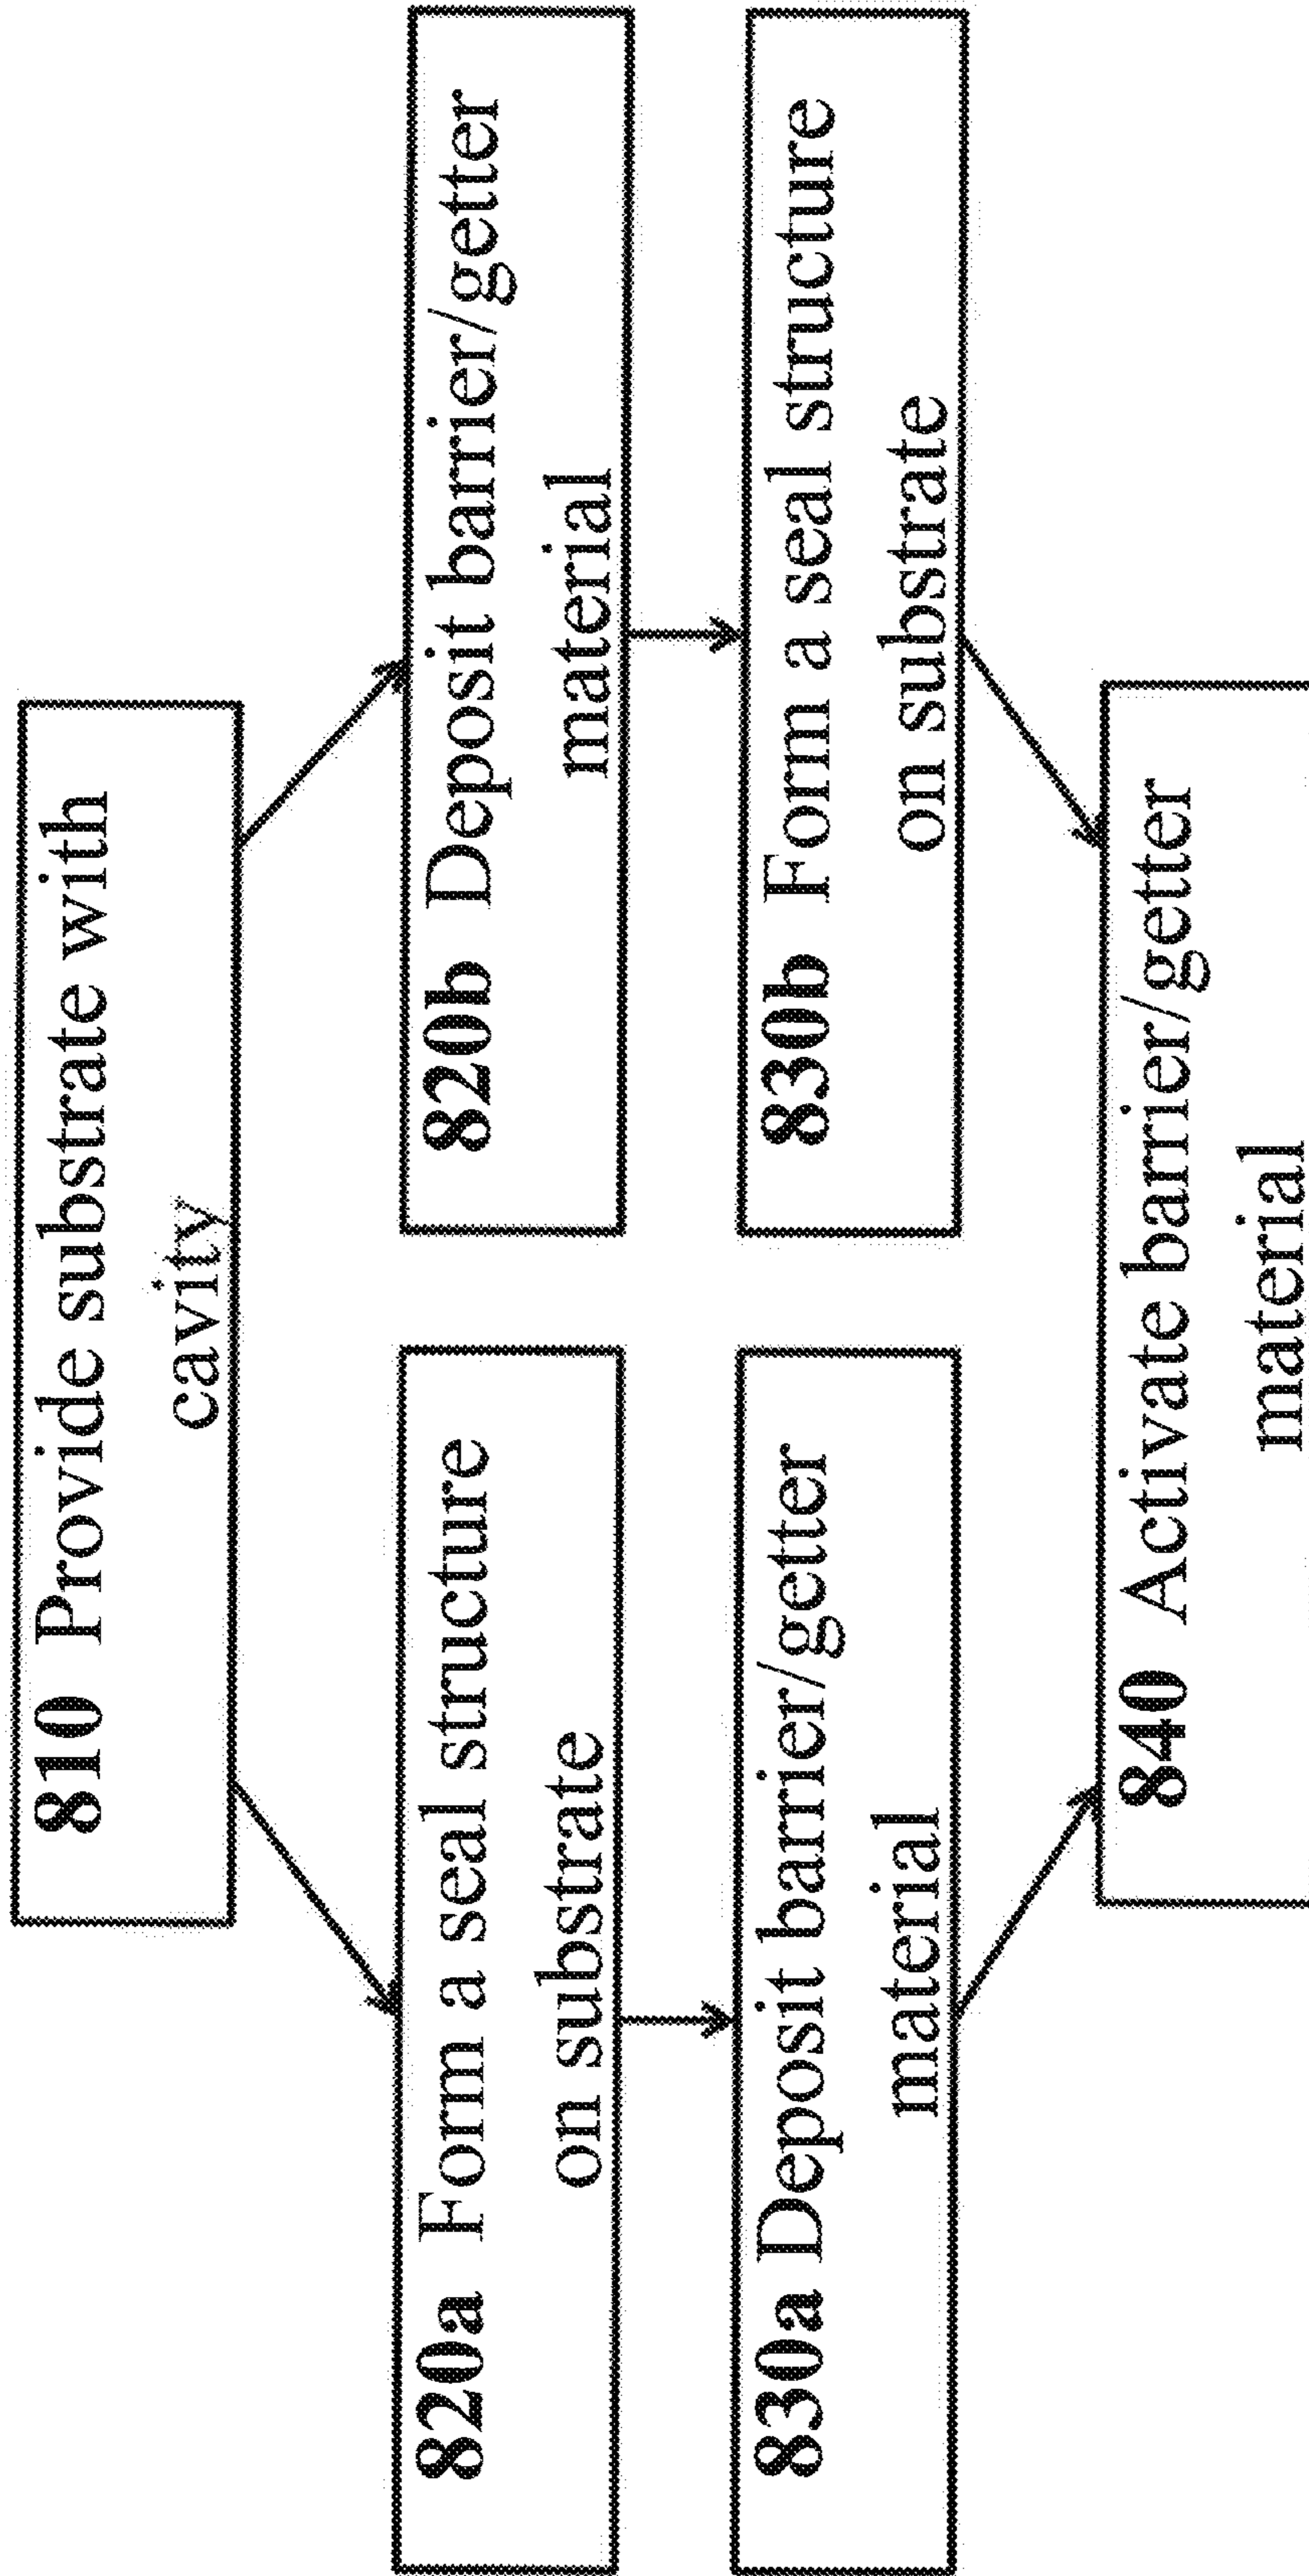 810 Provide substrate with
cavity
820a Form a seal structure
on substrate
820b Deposit barrier/getter
material
830a Deposit barrier/getter
material
830b Form a seal structure
on substrate
840 Activate barrier/getter
material